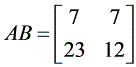 AB = [ 7 7
23 12 ]